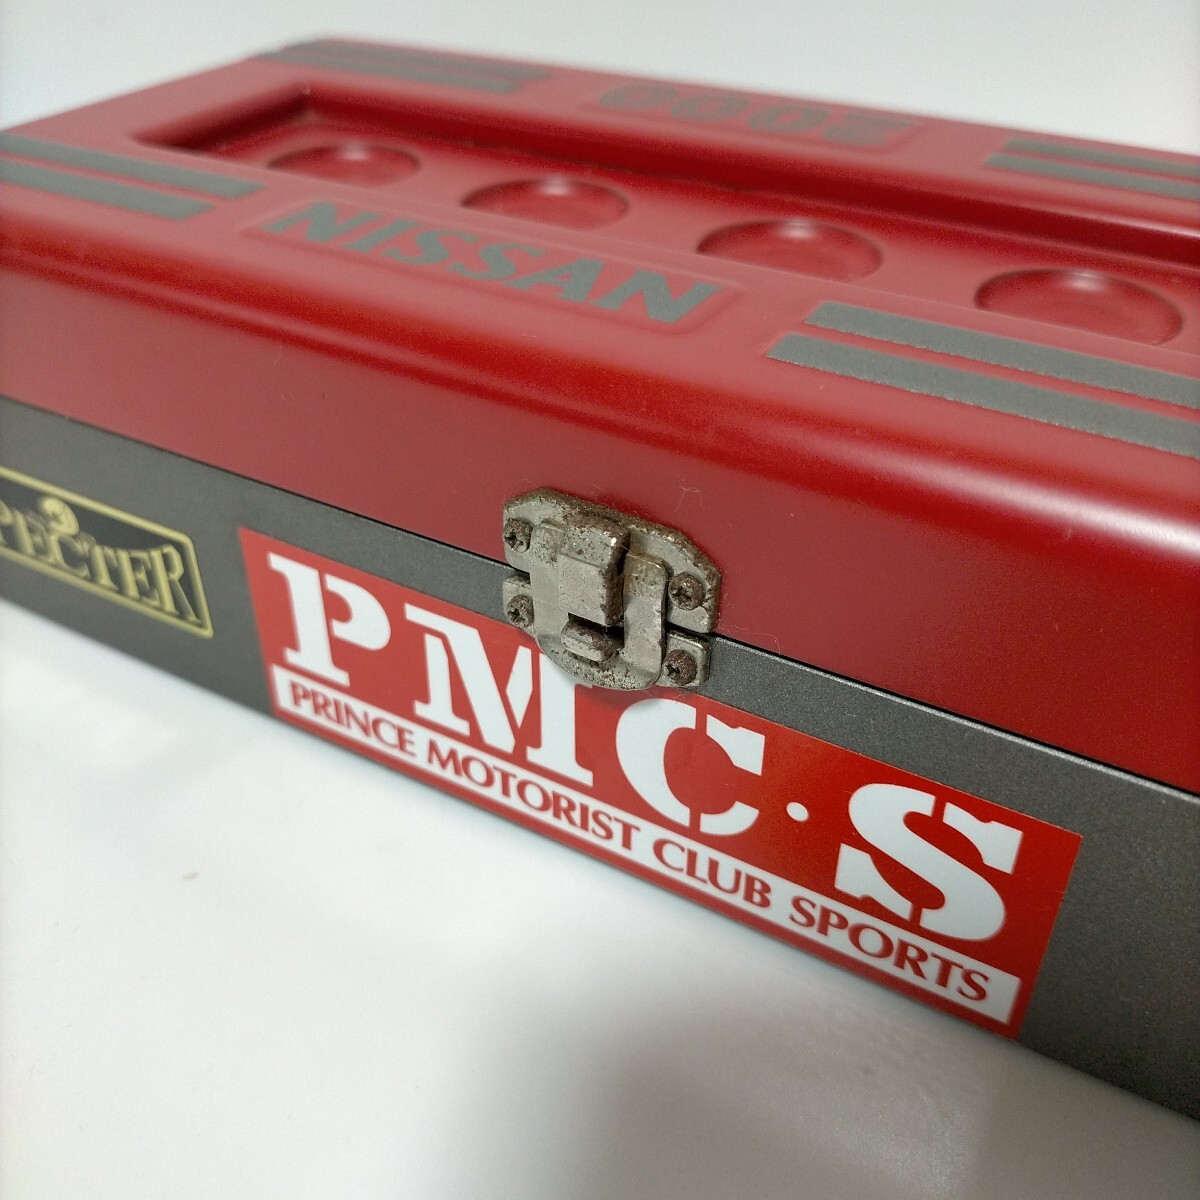 2000
NISSAN
PECTER
PMC·S
PRINCE MOTORIST CLUB SPORTS